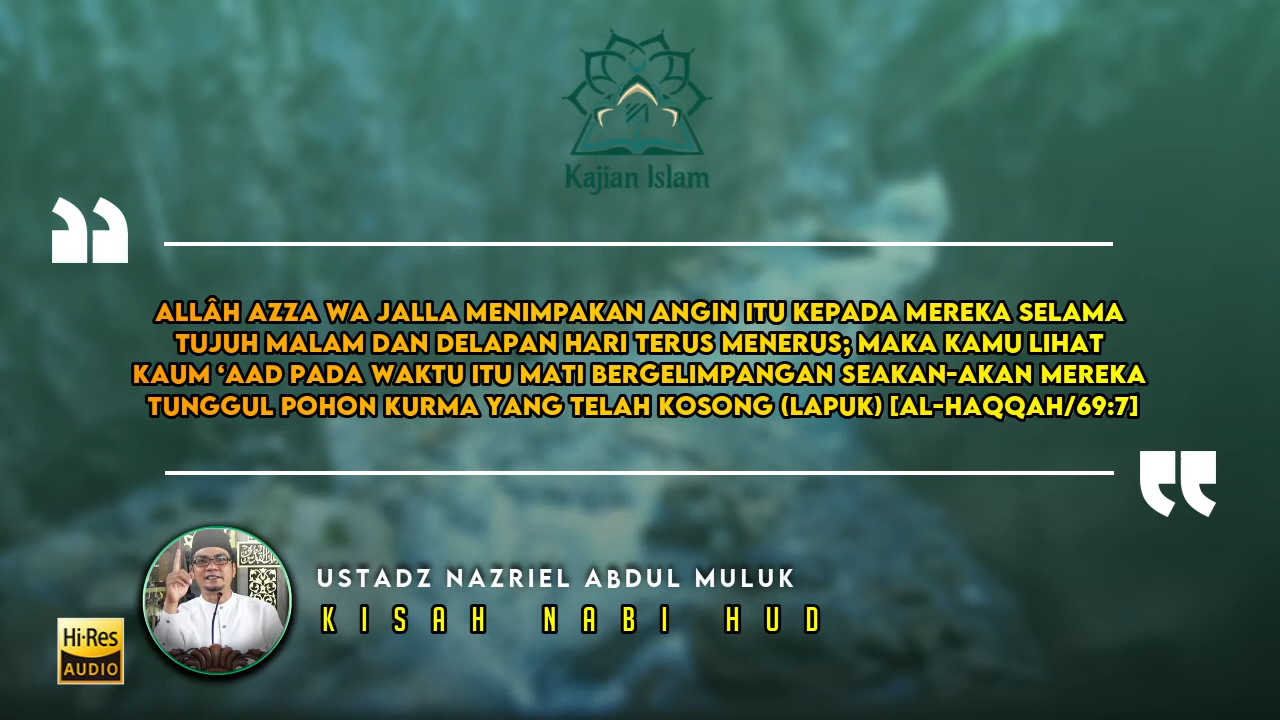 Kajian Islam
ALLÂH AZZA WA JALLA MENIMPAKAN ANGIN ITU KEPADA MEREKA SELAMA
TUJUH MALAM DAN DELAPAN HARI TERUS MENERUS; MAKA KAMU LIHAT
KAUM ‘AAD PADA WAKTU ITU MATI BERGELIMPANGAN SEAKAN-AKAN MEREKA
TUNGGUL POHON KURMA YANG TELAH KOSONG (LAPUK) [AL-HAQQAH/69:7]
USTADZ NAZRIEL ABDUL MULUK
KISAH NABI HUD
Hi-Res
AUDIO